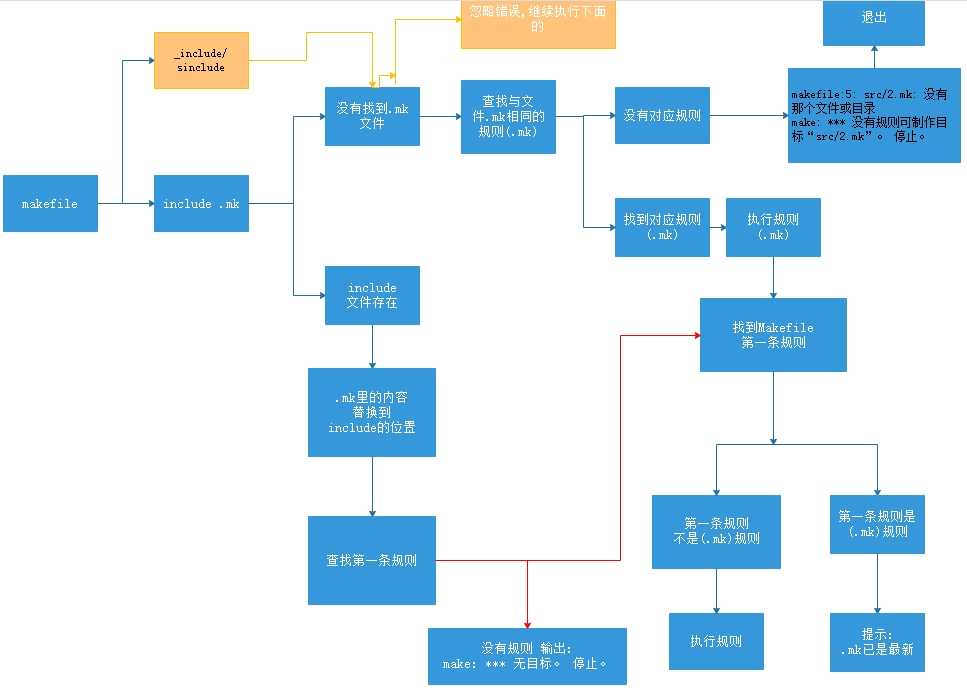 忽略错误,继续执行下面
的
退出
_include/
sinclude
没有找到.mk
文件
查找与文
件.mk相同的
规则(.mk)
没有对应规则
makefile:5: src/2.mk: 没有
那个文件或目录
make: *** 没有规则可制作目
标“src/2.mk”。 停止。
makefile
include .mk
找到对应规则
(.mk)
执行规则
(.mk)
include
文件存在
找到Makefile
第一条规则
.mk里的内容
替换到
include的位置
第一条规则
不是(.mk)规则
第一条规则是
(.mk)规则
查找第一条规则
执行规则
提示:
.mk已是最新
没有规则 输出:
make: *** 无目标。 停止。